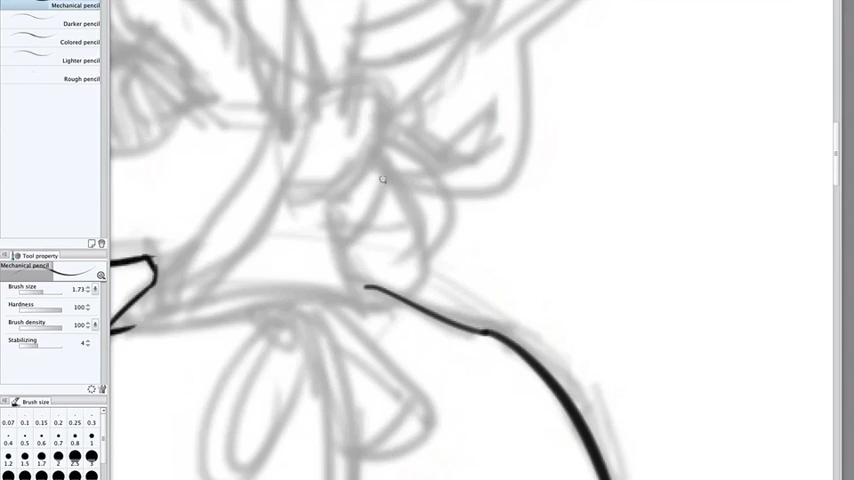 Mechanical pencil
Darker pencil
Colored pencil
Lighter pencil
Rough pencil
Tool property
Mechanical pencil
Brush size 1.73
Hardness 100
Brush density 100
Stabilizing 4
Brush size
0.07 0.1 0.15 0.2 0.25 0.3
0.4 0.5 0.6 0.7 0.8 1
1.2 1.5 1.7 2 2.5 3